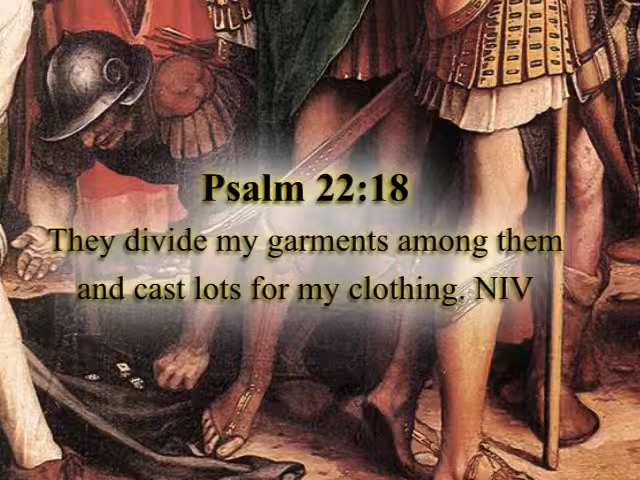 Psalm 22:18
They divide my garments among them
and cast lots for my clothing. NIV